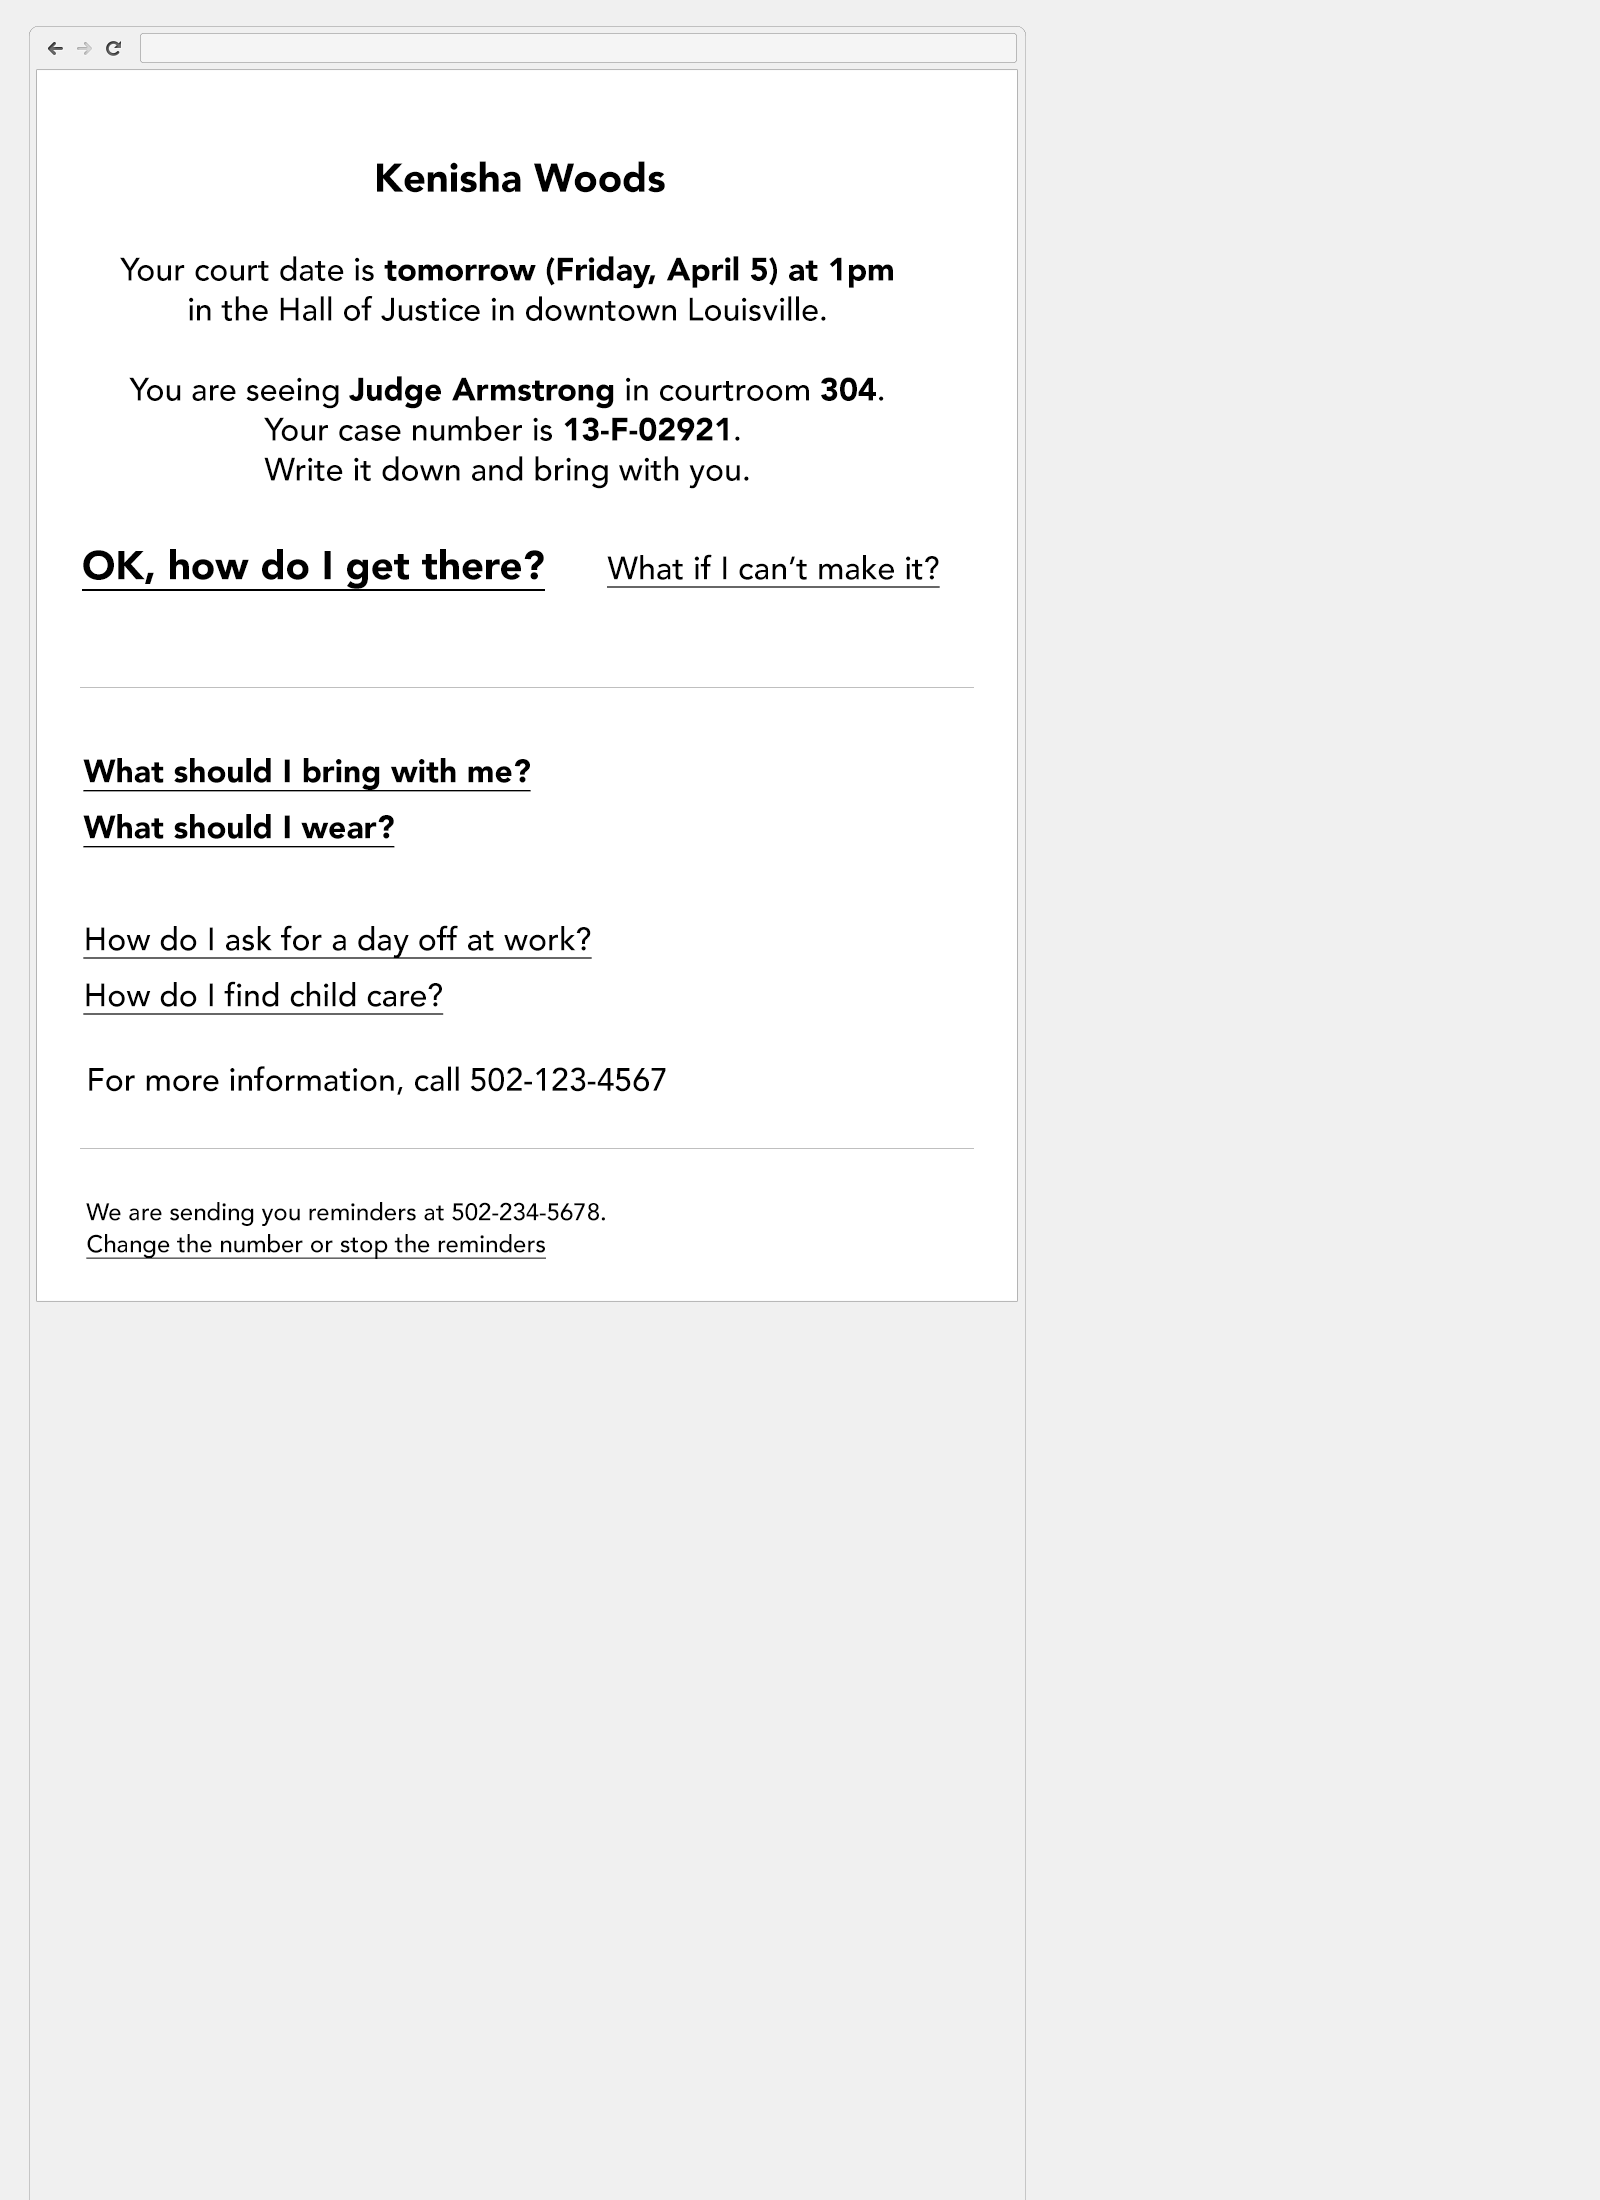 Kenisha Woods
Your court date is tomorrow (Friday, April 5) at 1pm
in the Hall of Justice in downtown Louisville.
You are seeing Judge Armstrong in courtroom 304.
Your case number is 13-F-02921.
Write it down and bring with you.
OK, how do I get there? What if I can’t make it?
What should I bring with me?
What should I wear?
How do I ask for a day off at work?
How do I find child care?
For more information, call 502-123-4567
We are sending you reminders at 502-234-5678.
Change the number or stop the reminders